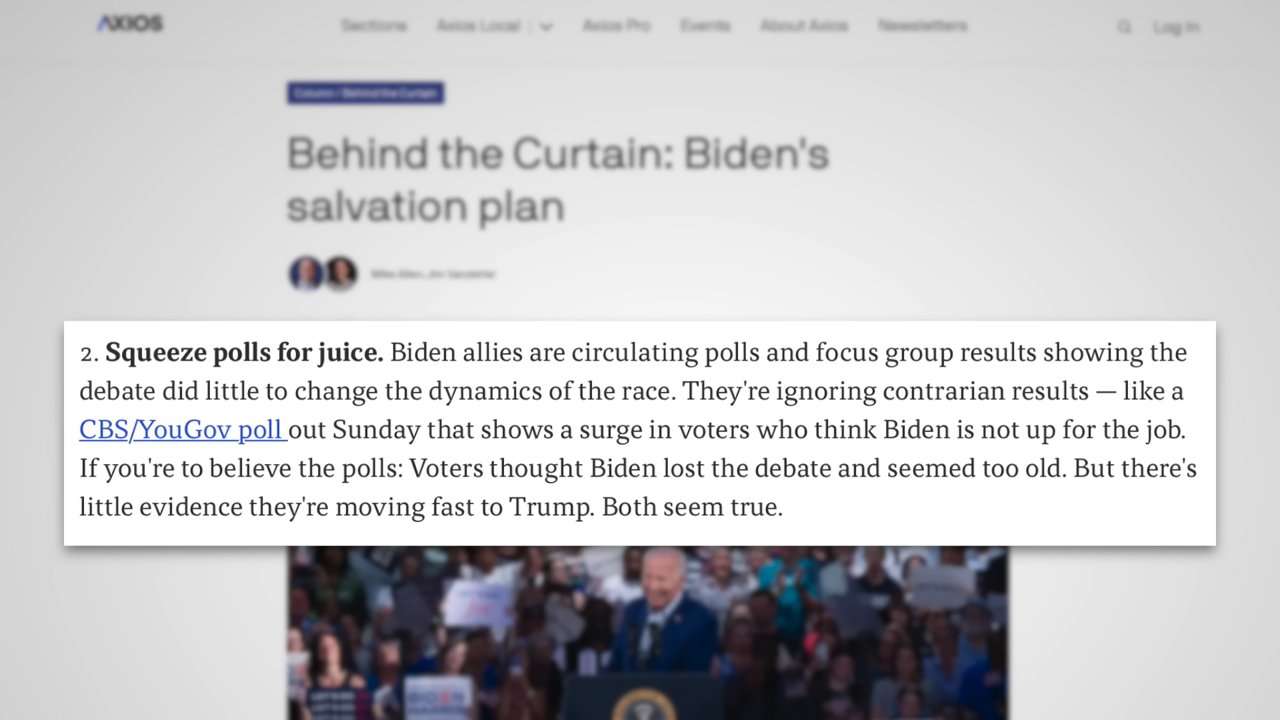 AXIOS
Sections Axios Local Axios Pro Events About Axios Newsletters Log In
Column / Behind the Curtain
Behind the Curtain: Biden's
salvation plan
Mike Allen, Jim VandeHei
2. Squeeze polls for juice. Biden allies are circulating polls and focus group results showing the
debate did little to change the dynamics of the race. They're ignoring contrarian results — like a
CBS/YouGov poll out Sunday that shows a surge in voters who think Biden is not up for the job.
If you're to believe the polls: Voters thought Biden lost the debate and seemed too old. But there's
little evidence they're moving fast to Trump. Both seem true.